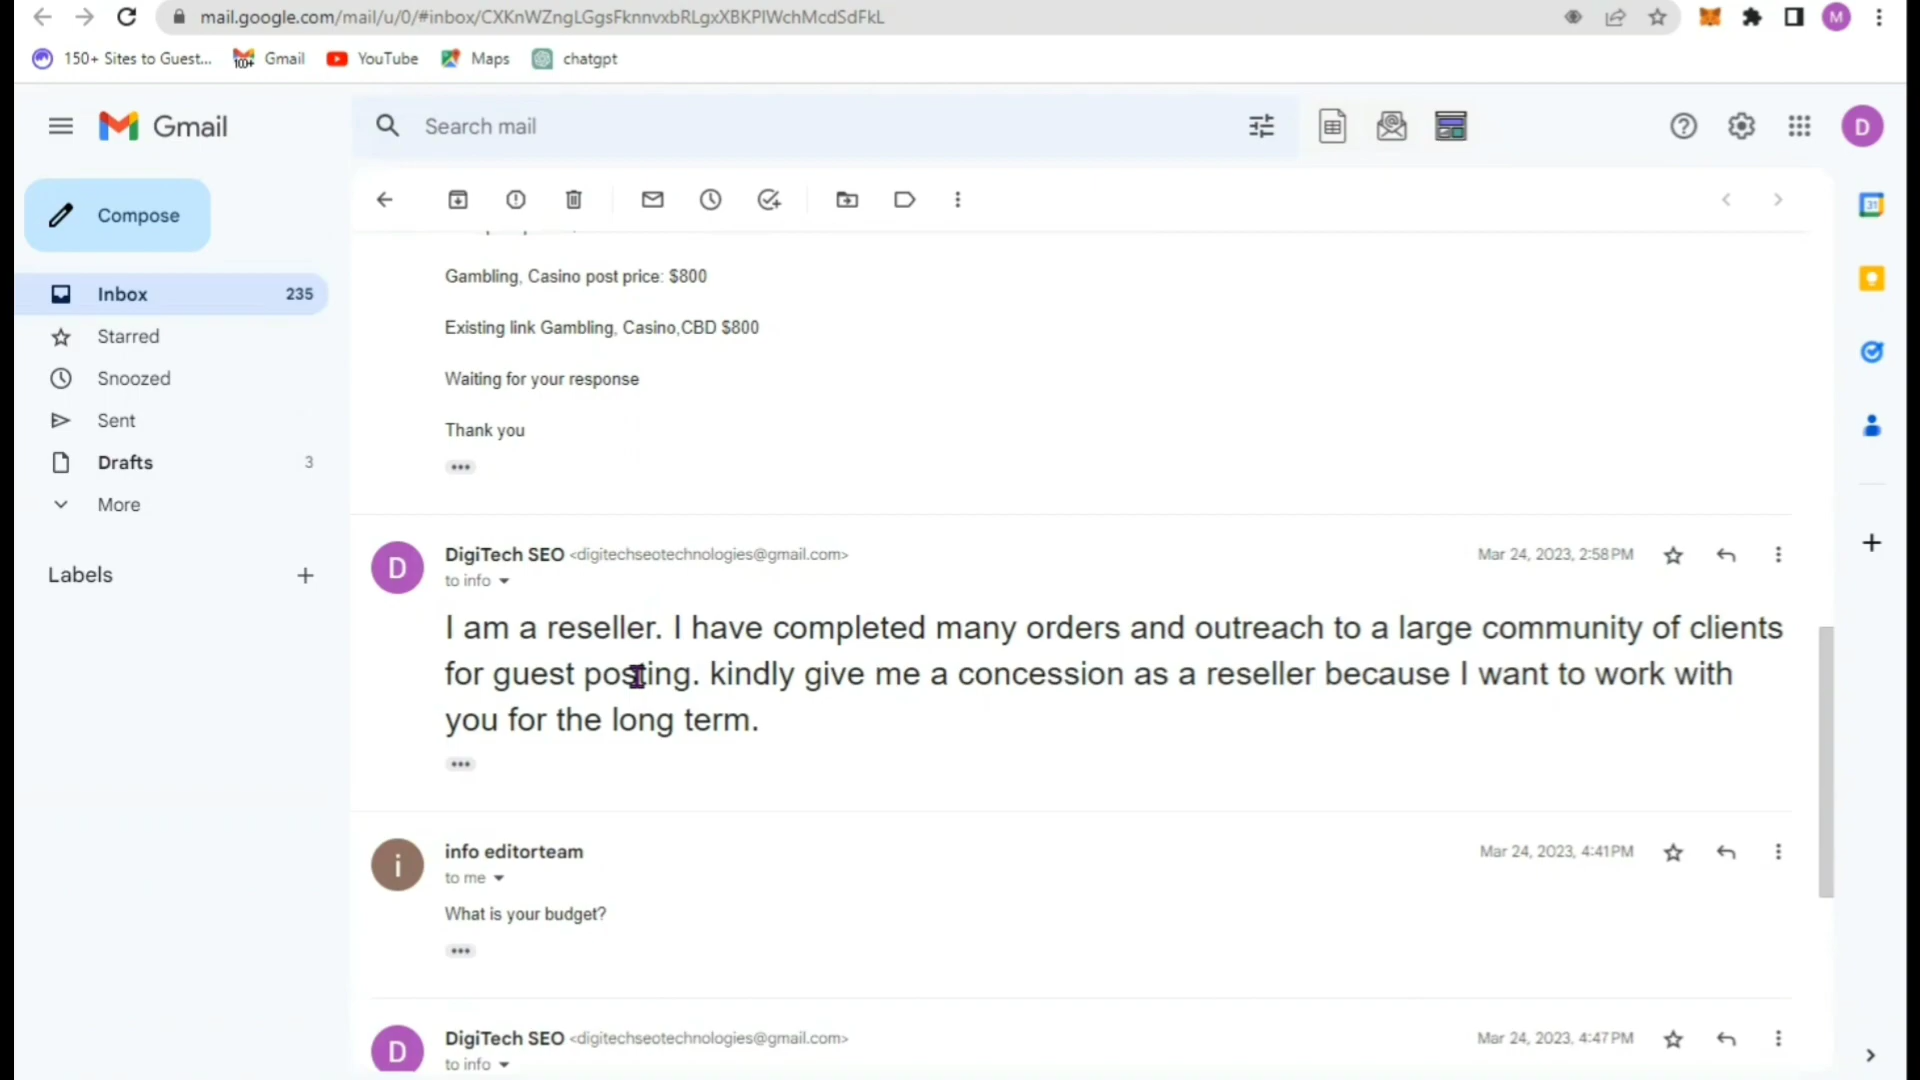 mail.google.com/mail/u/0/#inbox/CXKnWZngLGgsFknnvxbRLgxXBKPlWchMcdSdFkL
M
150+ Sites to Guest...
100+
Gmail
YouTube
Maps
chatgpt
Gmail
Search mail
D
Compose
31
Inbox 235
Starred
Snoozed
Sent
Drafts 3
More
Labels
Gambling, Casino post price: $800
Existing link Gambling, Casino,CBD $800
Waiting for your response
Thank you
D
DigiTech SEO <digitechseotechnologies@gmail.com>
Mar 24, 2023, 2:58 PM
to info
I am a reseller. I have completed many orders and outreach to a large community of clients
for guest posting. kindly give me a concession as a reseller because I want to work with
you for the long term.
i
info editorteam
Mar 24, 2023, 4:41 PM
to me
What is your budget?
D
DigiTech SEO <digitechseotechnologies@gmail.com>
Mar 24, 2023, 4:47 PM
to info